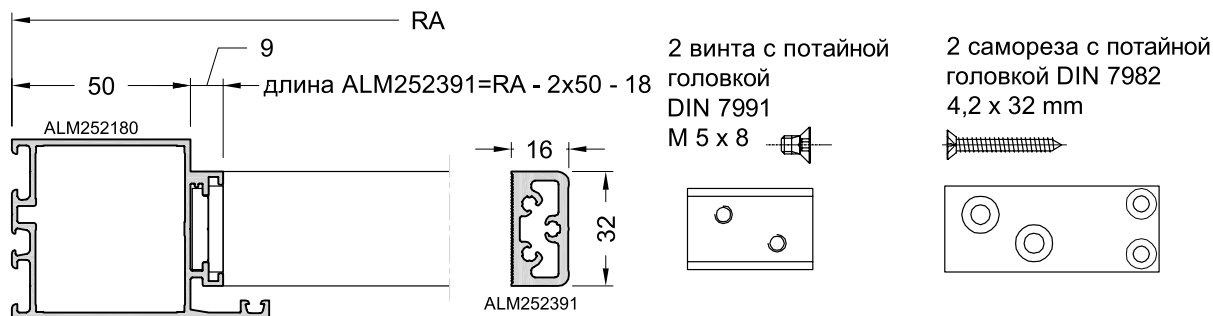 RA
9
50
длина ALM252391=RA - 2x50 - 18
ALM252180
16
32
ALM252391
2 винта с потайной
головкой
DIN 7991
M 5 x 8
2 самореза с потайной
головкой DIN 7982
4,2 x 32 mm